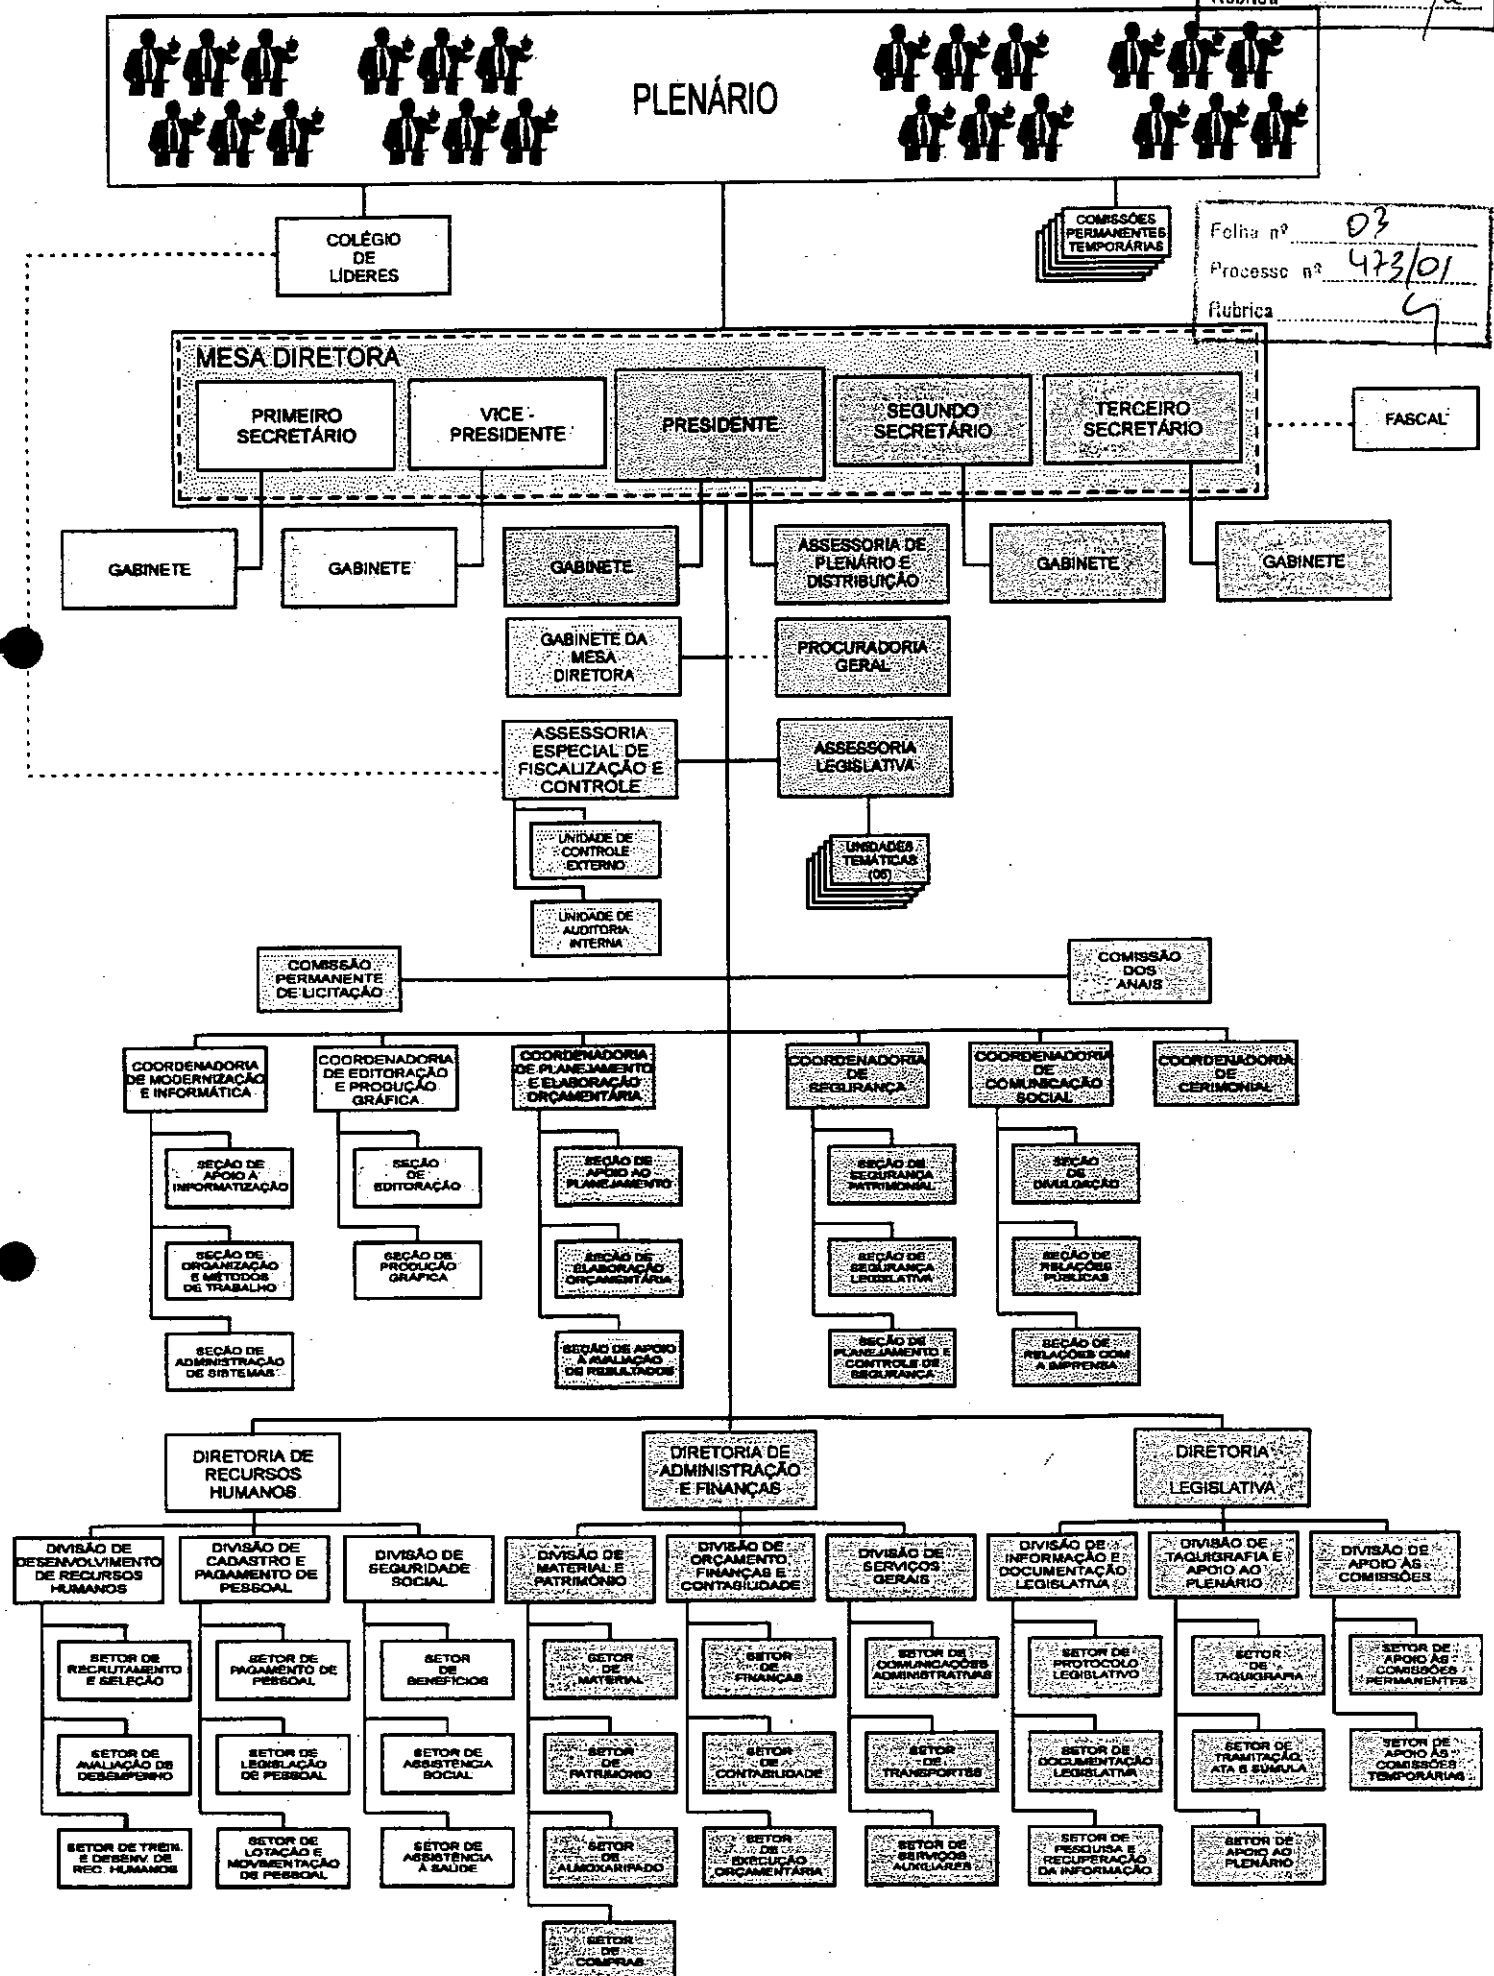 Rubrica
PLENÁRIO
COLÉGIO
DE
LÍDERES
COMISSÕES
PERMANENTES
TEMPORÁRIAS
Folha nº 03
Processo nº 473/01
Rubrica
MESA DIRETORA
PRIMEIRO
SECRETÁRIO
VICE -
PRESIDENTE
PRESIDENTE
SEGUNDO
SECRETÁRIO
TERCEIRO
SECRETÁRIO
FASCAL
GABINETE
GABINETE
GABINETE
ASSESSORIA DE
PLENÁRIO E
DISTRIBUIÇÃO
GABINETE
GABINETE
GABINETE DA
MESA
DIRETORA
PROCURADORIA
GERAL
ASSESSORIA
ESPECIAL DE
FISCALIZAÇÃO E
CONTROLE
ASSESSORIA
LEGISLATIVA
UNIDADE DE
CONTROLE
EXTERNO
UNIDADES
TEMÁTICAS
UNIDADE DE
AUDITORIA
INTERNA
COMISSÃO
PERMANENTE
DE LICITAÇÃO
COMISSÃO
DOS
ANAIS
COORDENADORIA
DE MODERNIZAÇÃO
E INFORMÁTICA
COORDENADORIA
DE EDITORAÇÃO
E PRODUÇÃO
GRÁFICA
COORDENADORIA
DE PLANEJAMENTO
E ELABORAÇÃO
ORÇAMENTÁRIA
COORDENADORIA
DE
SEGURANÇA
COORDENADORIA
DE
COMUNICAÇÃO
SOCIAL
COORDENADORIA
DE
CERIMONIAL
SEÇÃO DE
APOIO À
INFORMATIZAÇÃO
SEÇÃO
DE
EDITORAÇÃO
SEÇÃO DE
APOIO AO
PLANEJAMENTO
SEÇÃO DE
SEGURANÇA
PATRIMONIAL
SEÇÃO
DE
DIVULGAÇÃO
SEÇÃO DE
ORGANIZAÇÃO
E MÉTODOS
DE TRABALHO
SEÇÃO DE
PRODUÇÃO
GRÁFICA
SEÇÃO DE
ELABORAÇÃO
ORÇAMENTÁRIA
SEÇÃO DE
SEGURANÇA
LEGISLATIVA
SEÇÃO DE
RELAÇÕES
PÚBLICAS
SEÇÃO DE
ADMINISTRAÇÃO
DE SISTEMAS
SEÇÃO DE APOIO
À AVALIAÇÃO
DE RESULTADOS
SEÇÃO DE
PLANEJAMENTO E
CONTROLE DE
SEGURANÇA
SEÇÃO DE
RELAÇÕES COM
A IMPRENSA
DIRETORIA DE
RECURSOS
HUMANOS
DIRETORIA DE
ADMINISTRAÇÃO
E FINANÇAS
DIRETORIA
LEGISLATIVA
DIVISÃO DE
DESENVOLVIMENTO
DE RECURSOS
HUMANOS
DIVISÃO DE
CADASTRO E
PAGAMENTO DE
PESSOAL
DIVISÃO DE
SEGURIDADE
SOCIAL
DIVISÃO DE
MATERIAL E
PATRIMÔNIO
DIVISÃO DE
ORÇAMENTO,
FINANÇAS E
CONTABILIDADE
DIVISÃO DE
SERVIÇOS
GERAIS
DIVISÃO DE
INFORMAÇÃO E
DOCUMENTAÇÃO
LEGISLATIVA
DIVISÃO DE
TAQUIGRAFIA E
APOIO AO
PLENÁRIO
DIVISÃO DE
APOIO ÀS
COMISSÕES
SETOR DE
RECRUTAMENTO
E SELEÇÃO
SETOR DE
PAGAMENTO DE
PESSOAL
SETOR
DE
BENEFÍCIOS
SETOR
DE
MATERIAL
SETOR
DE
FINANÇAS
SETOR DE
COMUNICAÇÕES
ADMINISTRATIVAS
SETOR DE
PROTOCOLO
LEGISLATIVO
SETOR
DE
TAQUIGRAFIA
SETOR DE
APOIO ÀS
COMISSÕES
PERMANENTES
SETOR DE
AVALIAÇÃO DE
DESEMPENHO
SETOR DE
LEGISLAÇÃO
DE PESSOAL
SETOR DE
ASSISTÊNCIA
SOCIAL
SETOR
DE
PATRIMÔNIO
SETOR
DE
CONTABILIDADE
SETOR
DE
TRANSPORTES
SETOR DE
DOCUMENTAÇÃO
LEGISLATIVA
SETOR DE
TRAMITAÇÃO,
ATA E SÚMULA
SETOR DE
APOIO ÀS
COMISSÕES
TEMPORÁRIAS
SETOR DE TREIN.
E DESENV. DE
REC. HUMANOS
SETOR DE
LOTAÇÃO E
MOVIMENTAÇÃO
DE PESSOAL
SETOR DE
ASSISTÊNCIA
À SAÚDE
SETOR
DE
ALMOXARIFADO
SETOR
DE
EXECUÇÃO
ORÇAMENTÁRIA
SETOR DE
SERVIÇOS
AUXILIARES
SETOR DE
PESQUISA E
RECUPERAÇÃO
DA INFORMAÇÃO
SETOR DE
APOIO AO
PLENÁRIO
SETOR
DE
COMPRAS